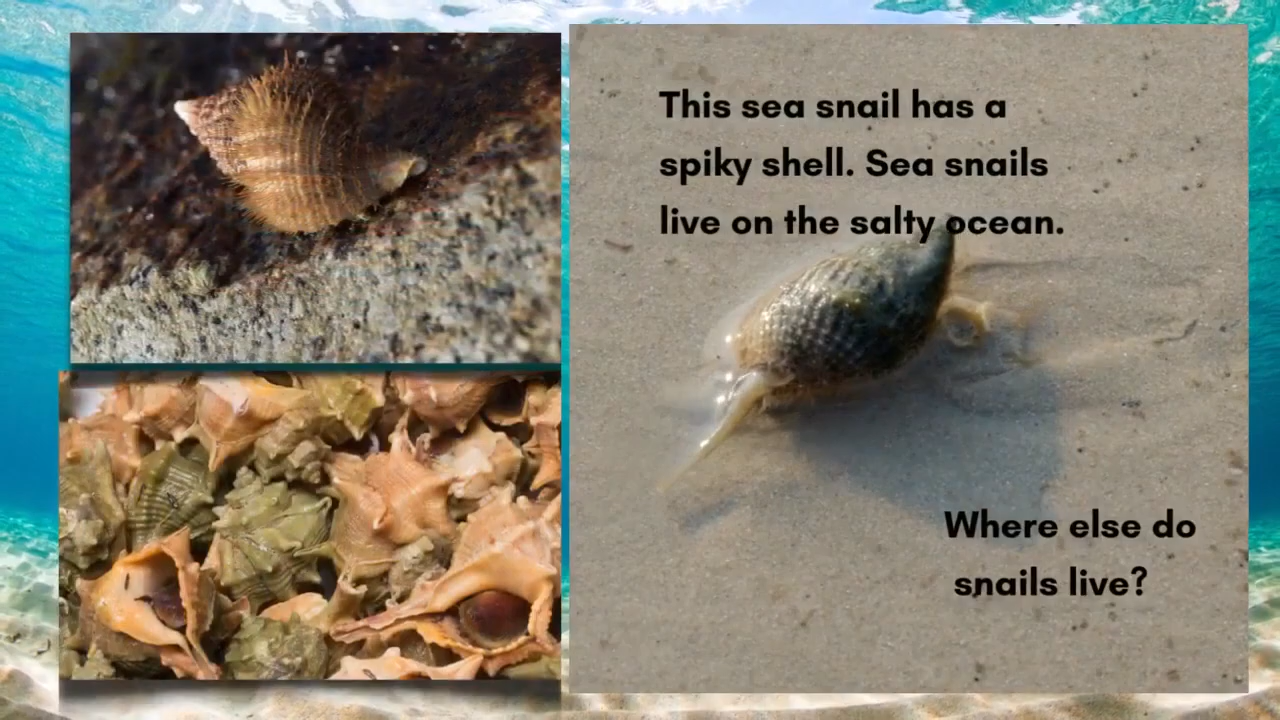 This sea snail has a
spiky shell. Sea snails
live on the salty ocean.
Where else do
snails live?